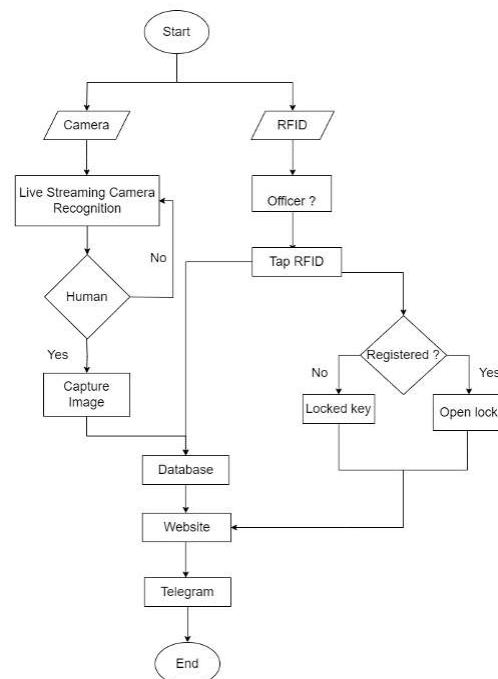 Start
Camera
RFID
Live Streaming Camera
Recognition
Officer ?
No
Tap RFID
Human
Yes
Registered ?
No
Yes
Capture
Image
Locked key
Open lock
Database
Website
Telegram
End